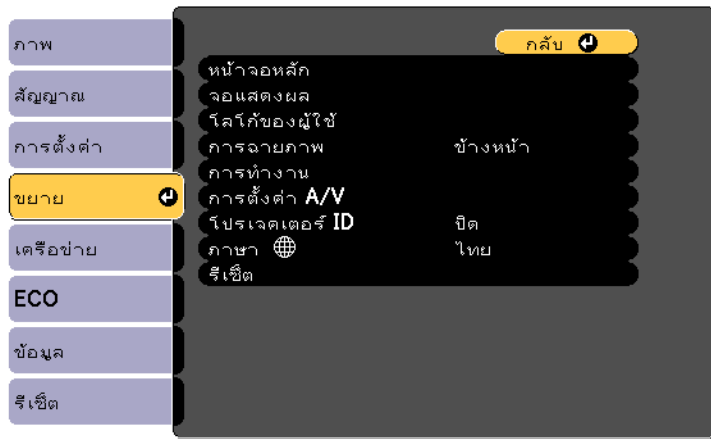 ภาพ
สัญญาณ
การตั้งค่า
ขยาย
เครือข่าย
ECO
ข้อมูล
รีเซ็ต
กลับ
หน้าจอหลัก
จอแสดงผล
โลโก้ของผู้ใช้
การฉายภาพ ข้างหน้า
การทำงาน
การตั้งค่า A/V
โปรเจคเตอร์ ID ปิด
ภาษา ไทย
รีเซ็ต